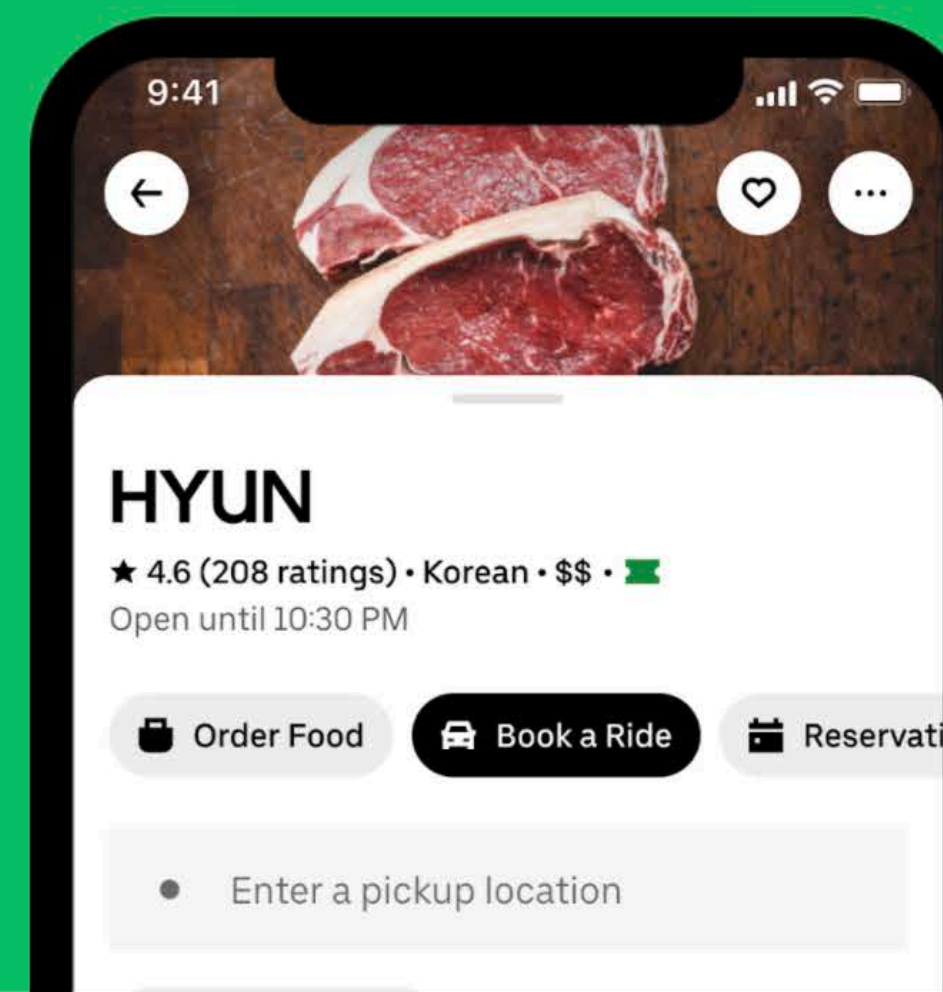 9:41
HYUN
★ 4.6 (208 ratings) • Korean • $$ •
Open until 10:30 PM
Order Food
Book a Ride
Reservati
Enter a pickup location